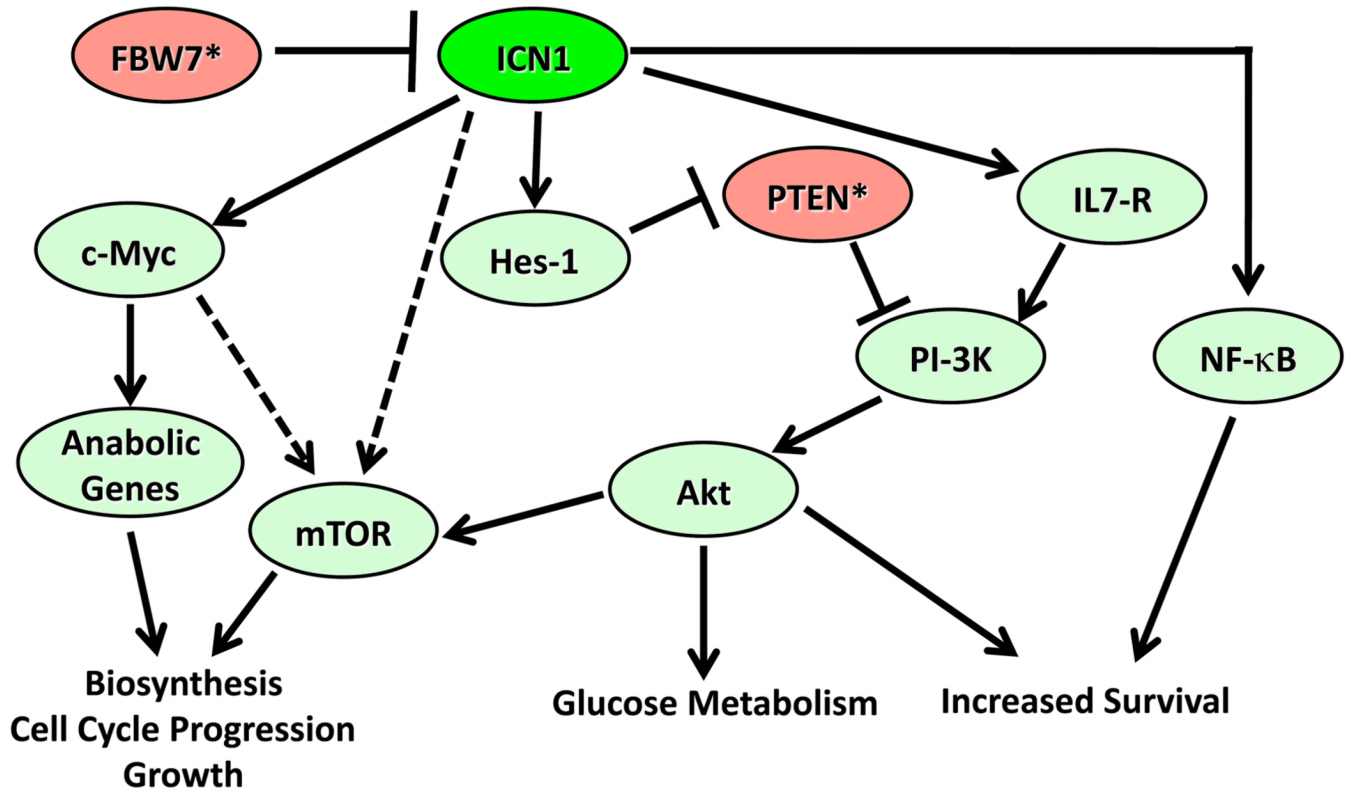 FBW7*
ICN1
PTEN*
IL7-R
c-Myc
Hes-1
PI-3K
NF-κB
Anabolic
Genes
Akt
mTOR
Biosynthesis
Cell Cycle Progression
Growth
Glucose Metabolism
Increased Survival